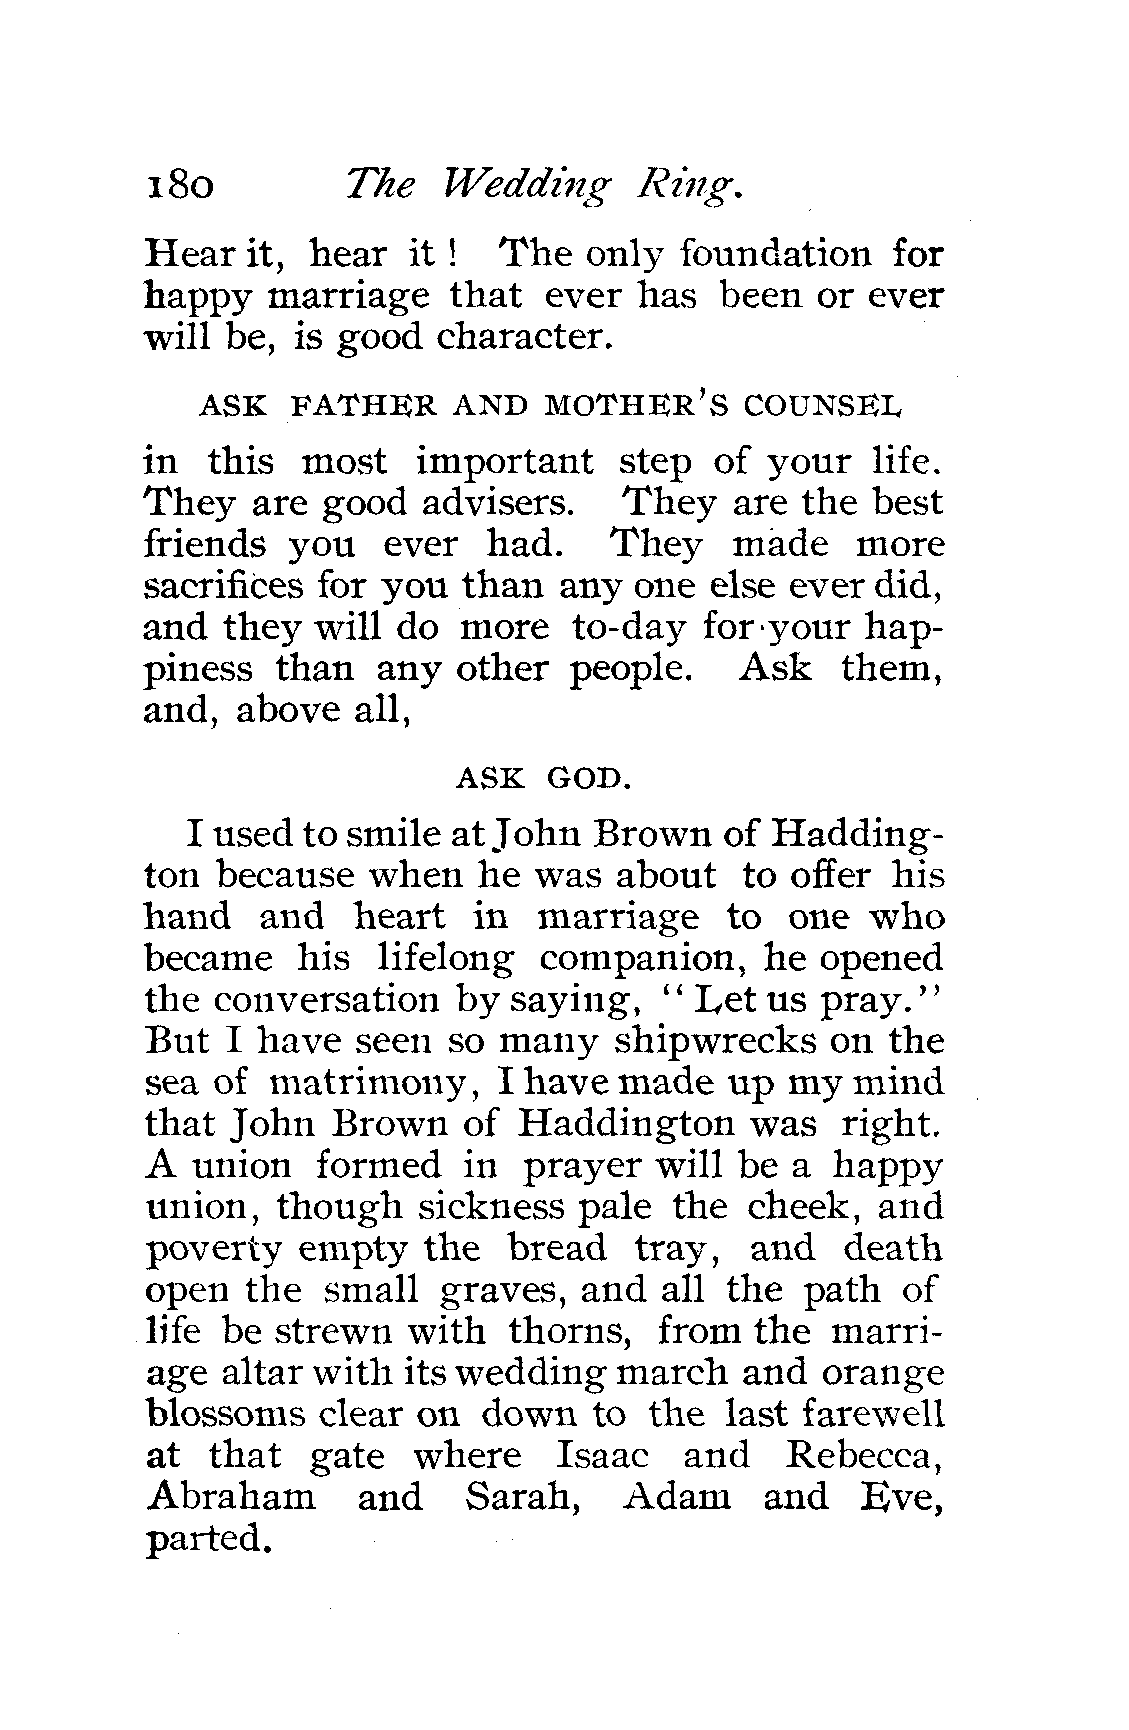 180 The Wedding Ring.
Hear it, hear it! The only foundation for
happy marriage that ever has been or ever
will be, is good character.
ASK FATHER AND MOTHER'S COUNSEL
in this most important step of your life.
They are good advisers. They are the best
friends you ever had. They made more
sacrifices for you than any one else ever did,
and they will do more to-day for your hap-
piness than any other people. Ask them,
and, above all,
ASK GOD.
I used to smile at John Brown of Hadding-
ton because when he was about to offer his
hand and heart in marriage to one who
became his lifelong companion, he opened
the conversation by saying, "Let us pray."
But I have seen so many shipwrecks on the
sea of matrimony, I have made up my mind
that John Brown of Haddington was right.
A union formed in prayer will be a happy
union, though sickness pale the cheek, and
poverty empty the bread tray, and death
open the small graves, and all the path of
life be strewn with thorns, from the marri-
age altar with its wedding march and orange
blossoms clear on down to the last farewell
at that gate where Isaac and Rebecca,
Abraham and Sarah, Adam and Eve,
parted.